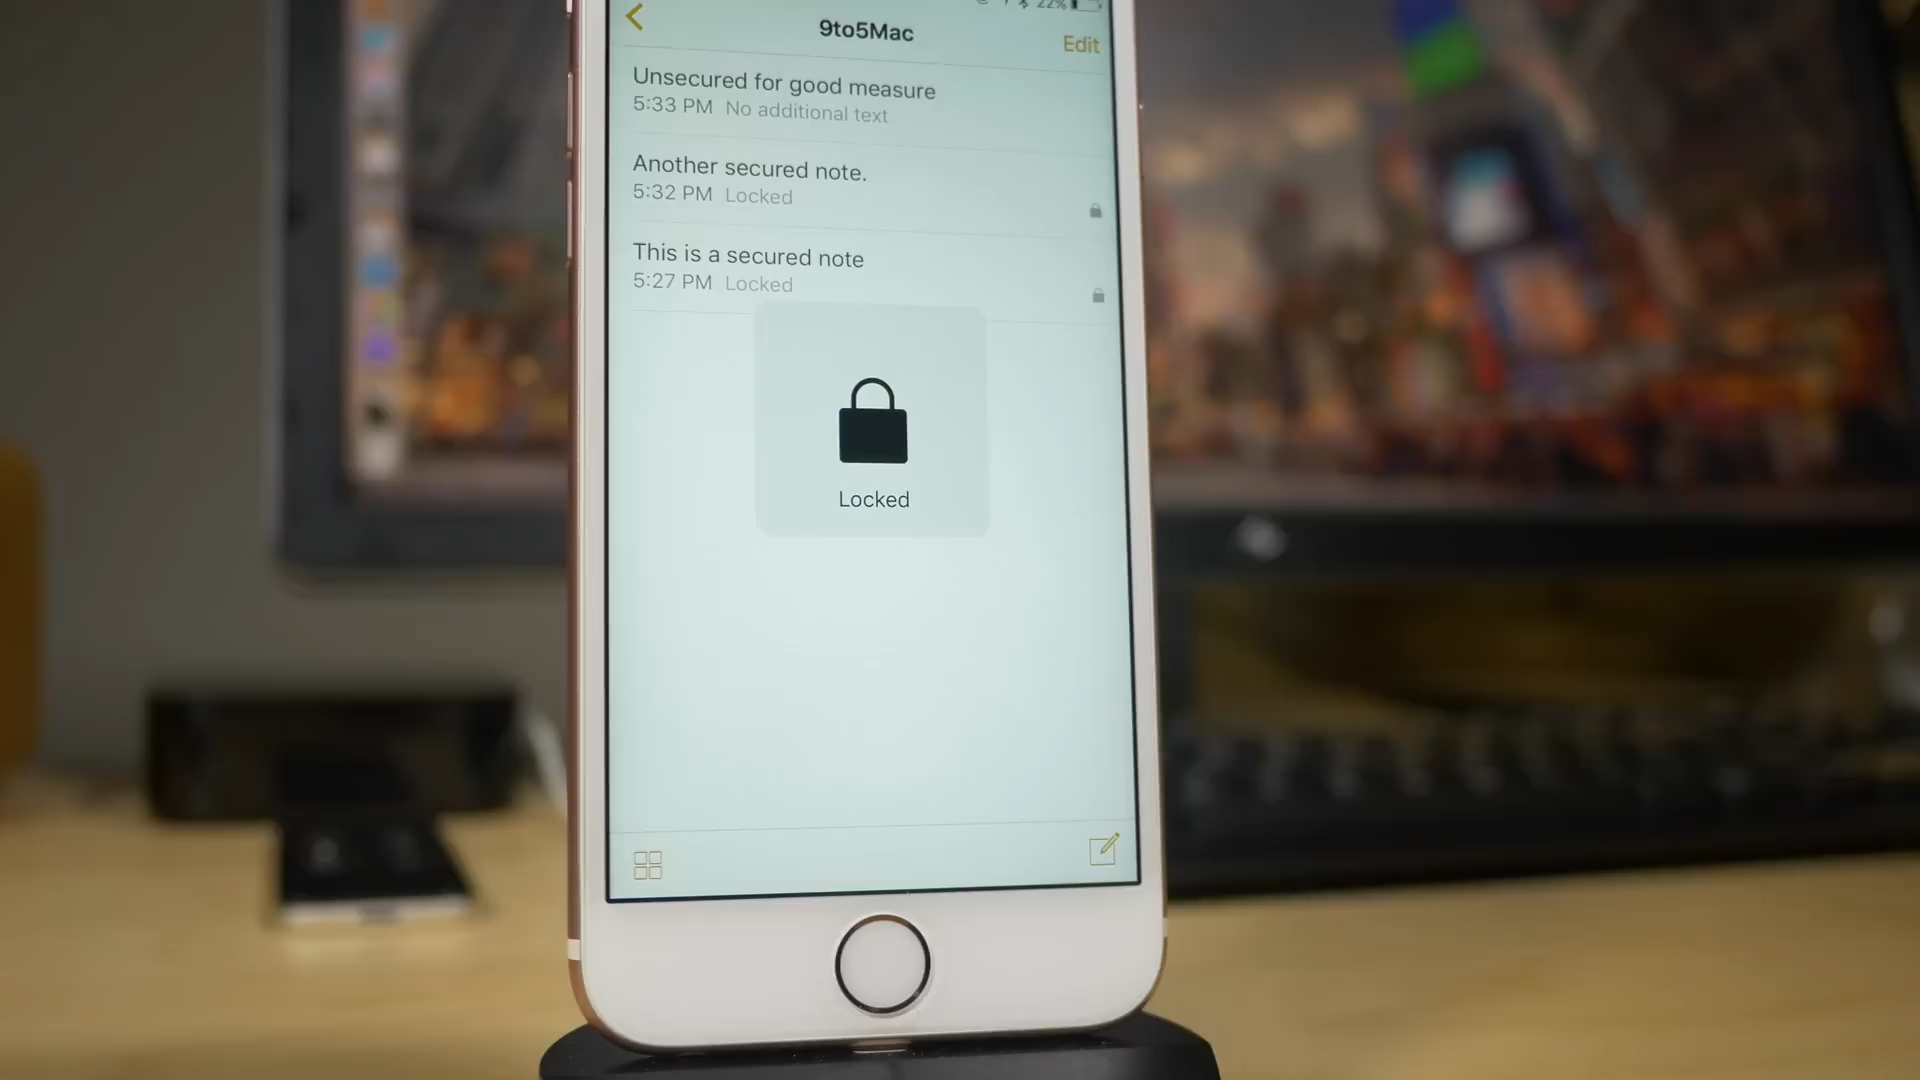 22%
9to5Mac
Edit
Unsecured for good measure
5:33 PM No additional text
Another secured note.
5:32 PM Locked
This is a secured note
5:27 PM Locked
Locked